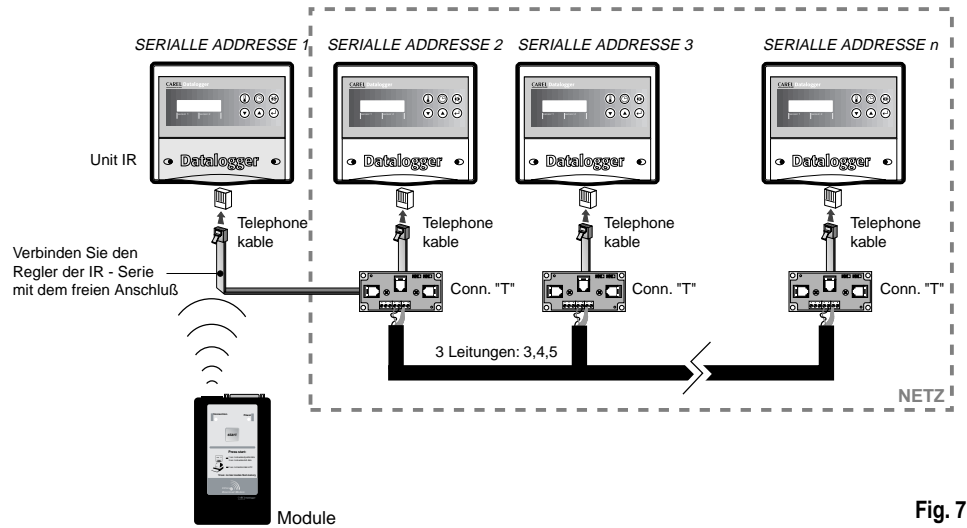 SERIALLE ADDRESSE 1 SERIALLE ADDRESSE 2 SERIALLE ADDRESSE 3 SERIALLE ADDRESSE n
CAREL Datalogger CAREL Datalogger CAREL Datalogger CAREL Datalogger
Unit IR
Datalogger Datalogger Datalogger Datalogger
Telephone kable
Telephone kable
Telephone kable
Telephone kable
Verbinden Sie den
Regler der IR - Serie
mit dem freien Anschluß
Conn. "T" Conn. "T" Conn. "T"
3 Leitungen: 3,4,5
NETZ
Press start
Module
Fig. 7